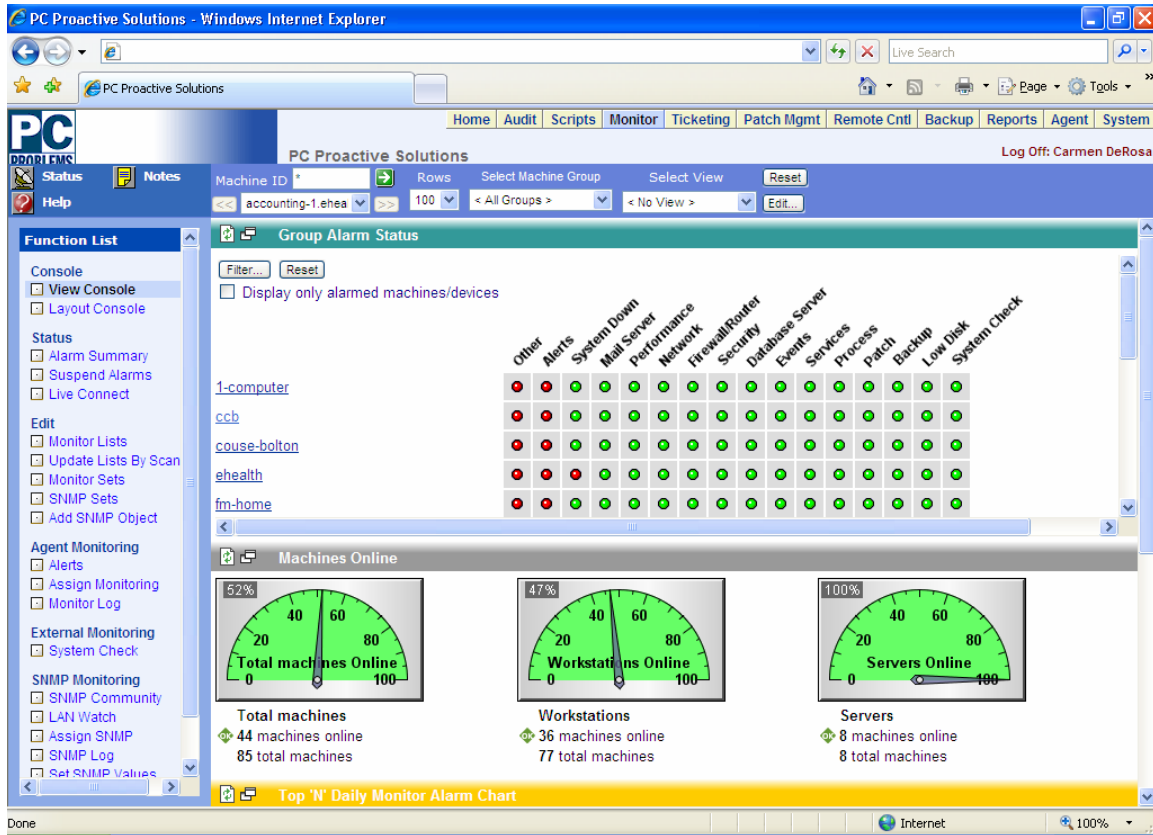 PC Proactive Solutions - Windows Internet Explorer
Live Search
PC Proactive Solutions
Page
Tools
PC
PROBLEMS
Home Audit Scripts Monitor Ticketing Patch Mgmt Remote Cntl Backup Reports Agent System
PC Proactive Solutions
Log Off: Carmen DeRosa
Status Notes
Help
Machine ID * Rows Select Machine Group Select View Reset
<< accounting-1.ehea >> 100 < All Groups > < No View > Edit...
Function List
Console
View Console
Layout Console
Status
Alarm Summary
Suspend Alarms
Live Connect
Edit
Monitor Lists
Update Lists By Scan
Monitor Sets
SNMP Sets
Add SNMP Object
Agent Monitoring
Alerts
Assign Monitoring
Monitor Log
External Monitoring
System Check
SNMP Monitoring
SNMP Community
LAN Watch
Assign SNMP
SNMP Log
Set SNMP Values
Group Alarm Status
Filter... Reset
Display only alarmed machines/devices
Other
Alerts
System Down
Mail Server
Performance
Network
Firewall/Router
Security
Database Server
Events
Services
Process
Patch
Backup
Low Disk
System Check
1-computer
ccb
couse-bolton
ehealth
fm-home
Machines Online
52%
0 20 40 60 80 100
Total machines Online
Total machines
44 machines online
85 total machines
47%
0 20 40 60 80 100
Workstations Online
Workstations
36 machines online
77 total machines
100%
0 20 40 60 80 100
Servers Online
Servers
8 machines online
8 total machines
Top 'N' Daily Monitor Alarm Chart
Done
Internet
100%